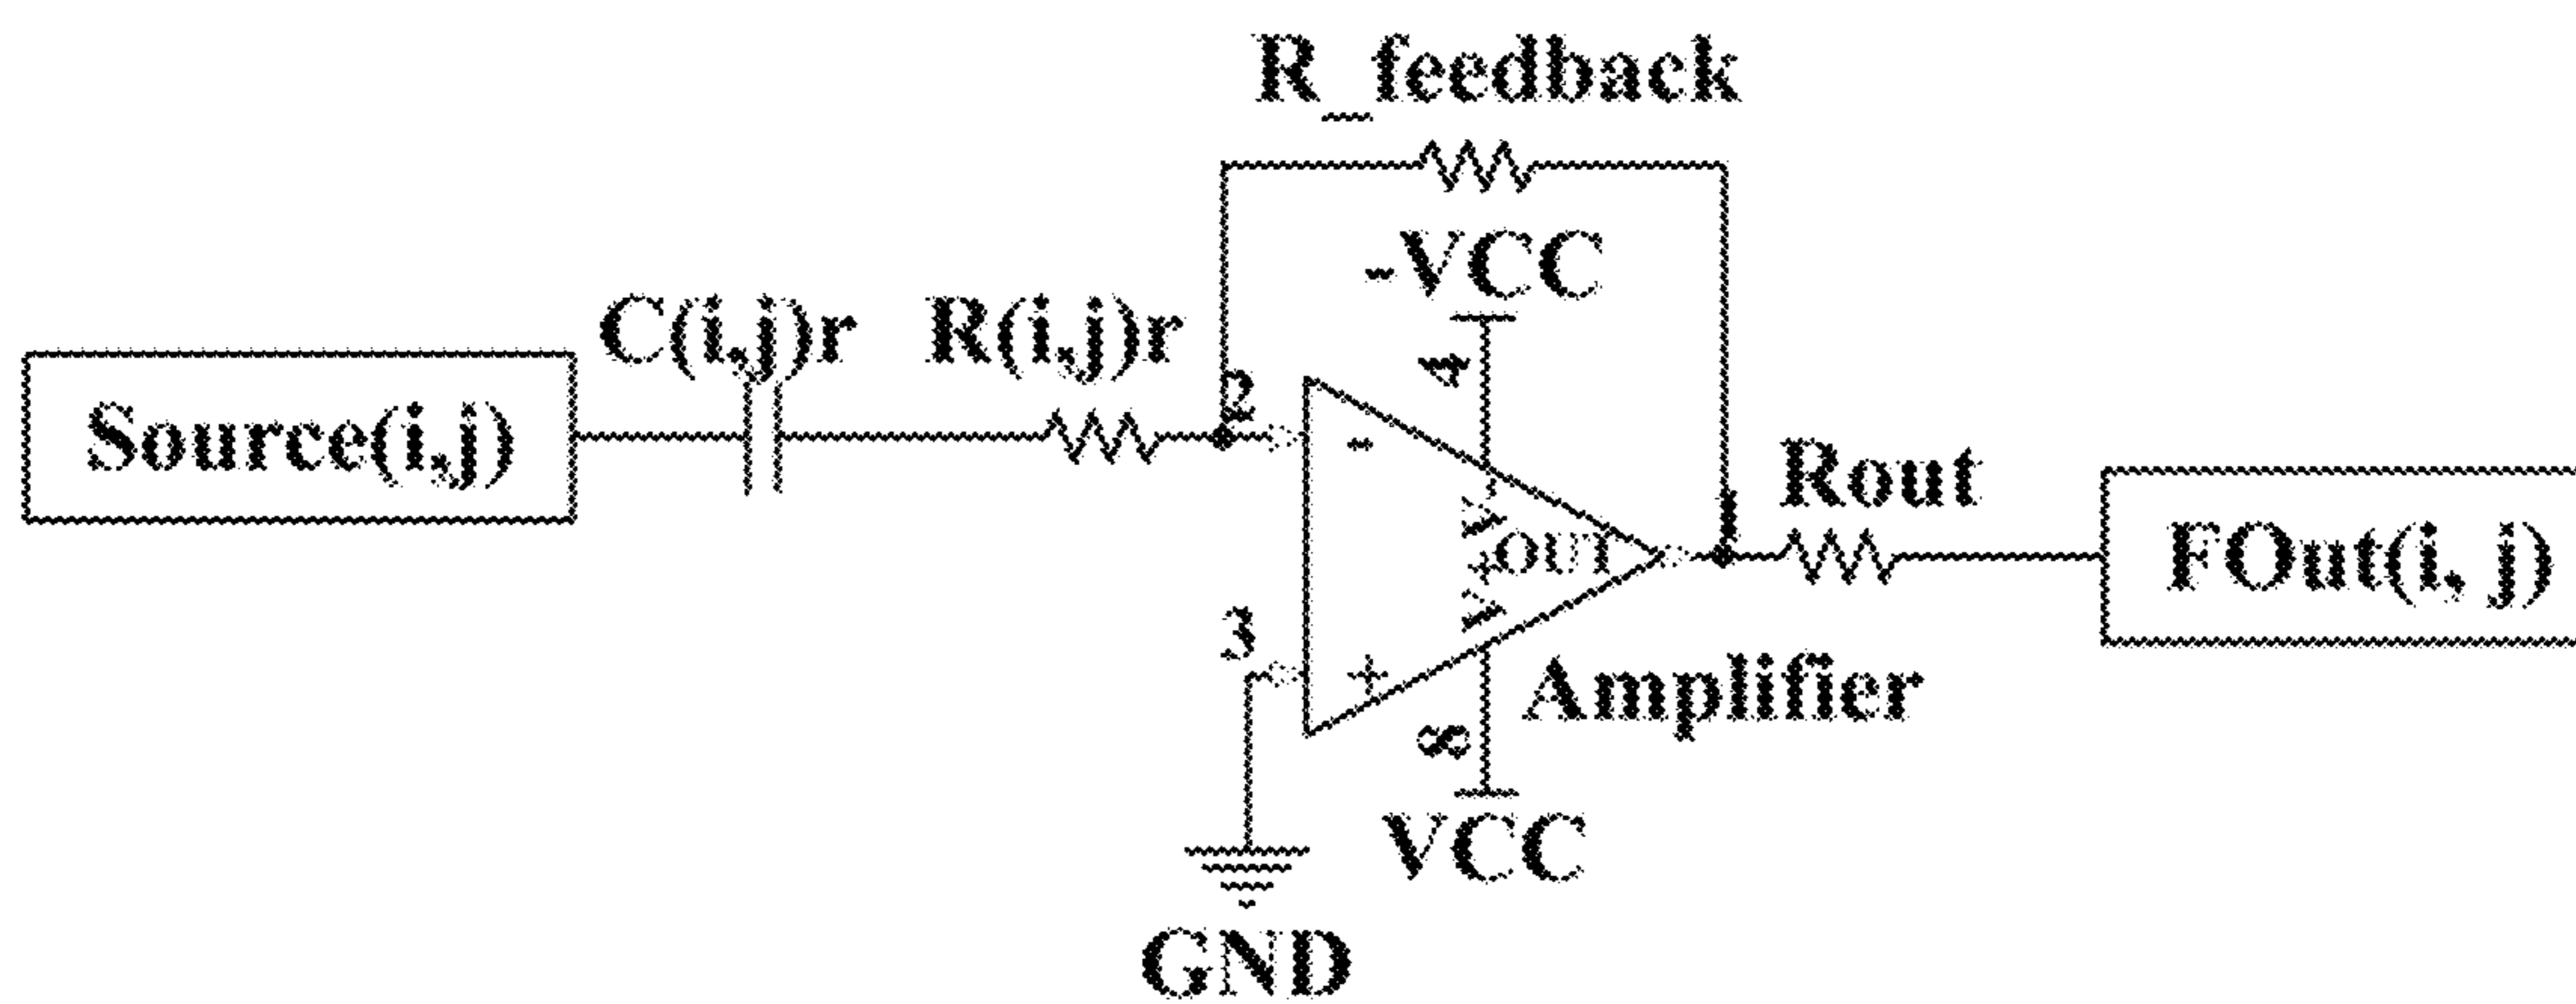 R_feedback
-VCC
C(i,j)r R(i,j)r
4
2
Source(i,j)
-
Rout
1
V-
OUT
FOut(i, j)
V+
3
+
Amplifier
8
VCC
GND